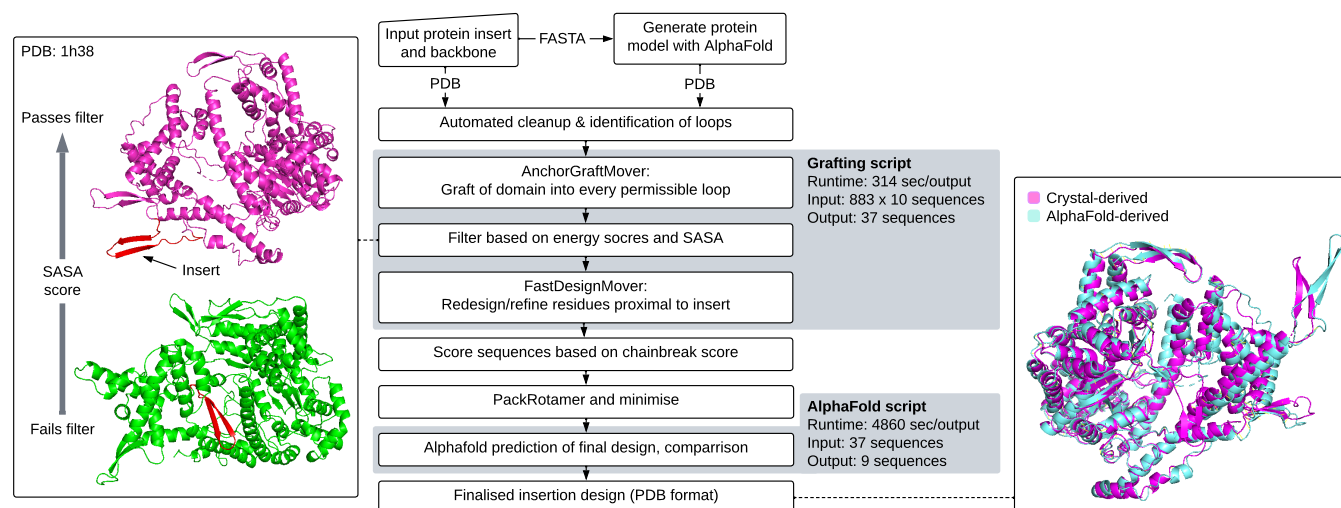 PDB: 1h38
Passes filter
SASA
score
Fails filter
Insert
Input protein insert
and backbone
FASTA
Generate protein
model with AlphaFold
PDB
PDB
Automated cleanup & identification of loops
AnchorGraftMover:
Graft of domain into every permissible loop
Filter based on energy socres and SASA
FastDesignMover:
Redesign/refine residues proximal to insert
Grafting script
Runtime: 314 sec/output
Input: 883 x 10 sequences
Output: 37 sequences
Score sequences based on chainbreak score
PackRotamer and minimise
Alphafold prediction of final design, comparrison
AlphaFold script
Runtime: 4860 sec/output
Input: 37 sequences
Output: 9 sequences
Finalised insertion design (PDB format)
Crystal-derived
AlphaFold-derived